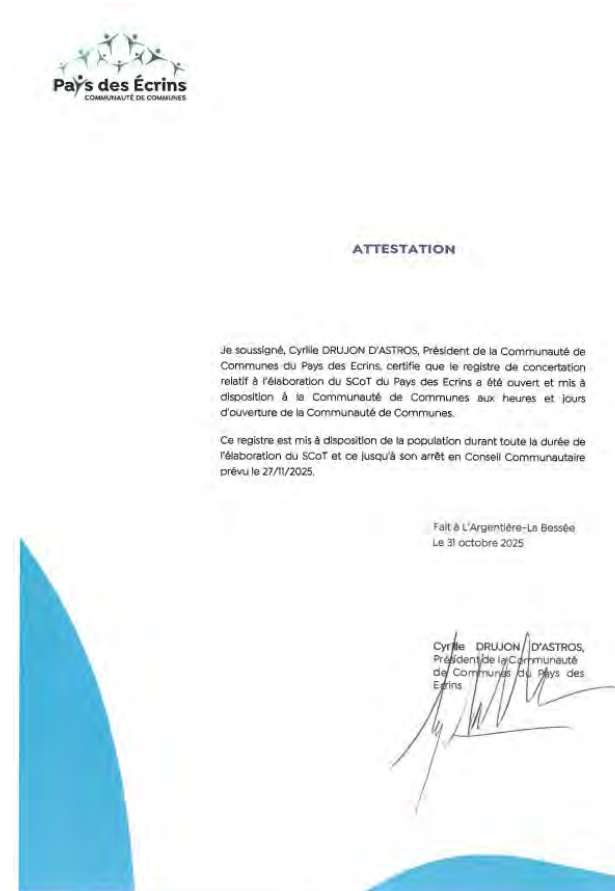 Pays des Écrins
COMMUNAUTÉ DE COMMUNES
ATTESTATION
Je soussigné, Cyrille DRUJON D'ASTROS, Président de la Communauté de
Communes du Pays des Ecrins, certifie que le registre de concertation
relatif à l'élaboration du SCoT du Pays des Ecrins a été ouvert et mis à
disposition à la Communauté de Communes aux heures et jours
d'ouverture de la Communauté de Communes.
Ce registre est mis à disposition de la population durant toute la durée de
l'élaboration du SCoT et ce jusqu'à son arrêt en Conseil Communautaire
prévu le 27/11/2025.
Fait à L'Argentière-La Bessée
Le 31 octobre 2025
Cyrille DRUJON D'ASTROS,
Président de la Communauté
de Communes du Pays des
Ecrins